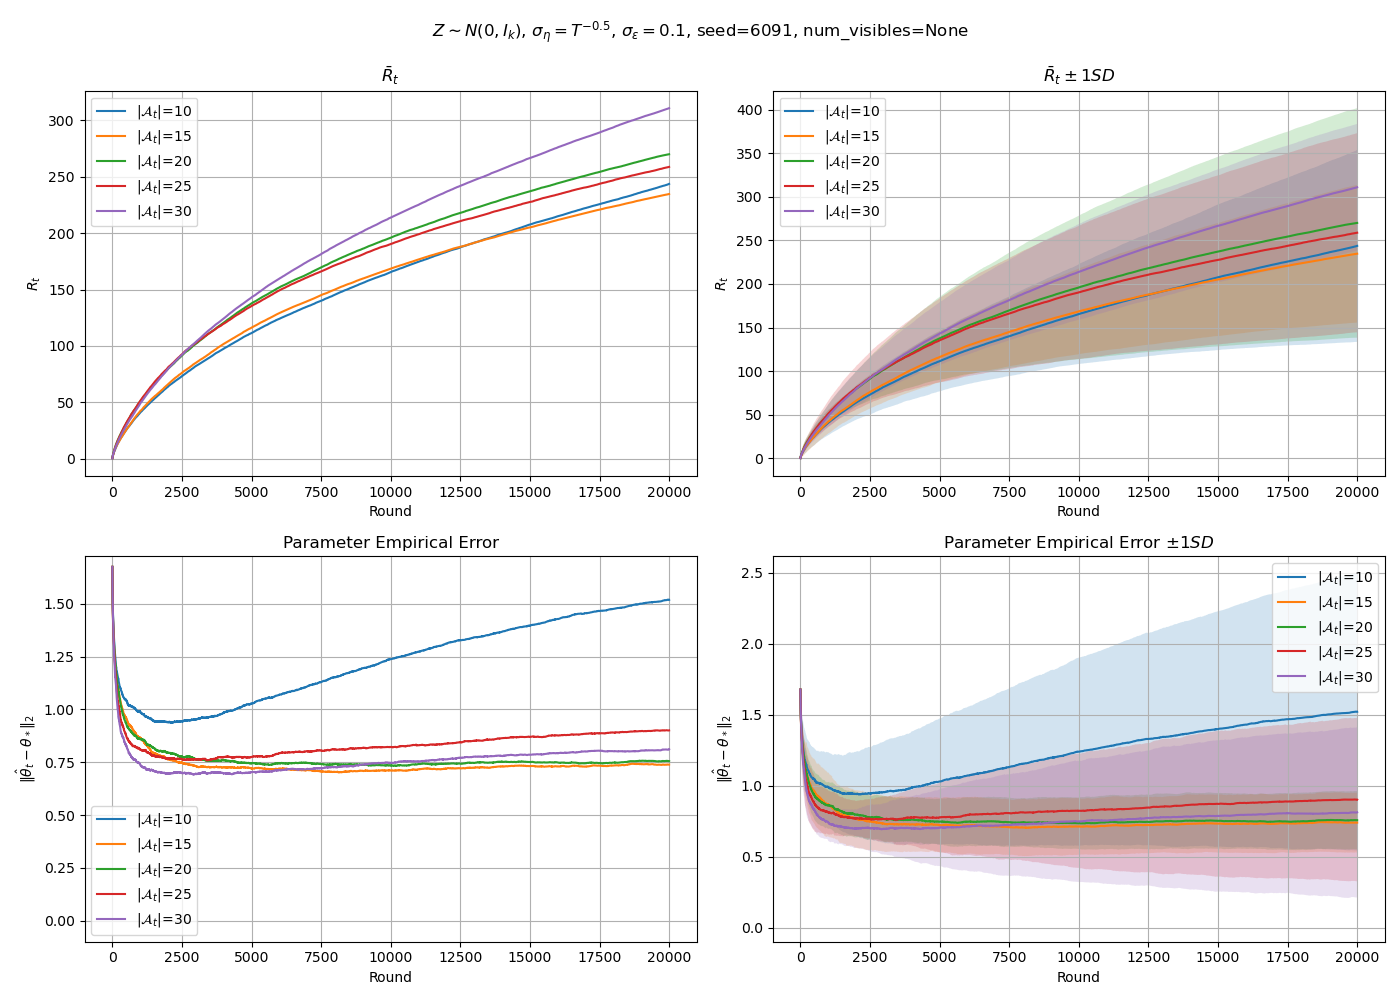 Z ~ N(0, I_k), σ_η = T^{−0.5}, σ_ε = 0.1, seed=6091, num_visibles=None
R̄_t
R_t
300
250
200
150
100
50
0
|𝒜_t|=10
|𝒜_t|=15
|𝒜_t|=20
|𝒜_t|=25
|𝒜_t|=30
0 2500 5000 7500 10000 12500 15000 17500 20000
Round
R̄_t ± 1SD
R_t
400
350
300
250
200
150
100
50
0
|𝒜_t|=10
|𝒜_t|=15
|𝒜_t|=20
|𝒜_t|=25
|𝒜_t|=30
0 2500 5000 7500 10000 12500 15000 17500 20000
Round
Parameter Empirical Error
‖θ̂_t − θ_*‖_2
1.50
1.25
1.00
0.75
0.50
0.25
0.00
|𝒜_t|=10
|𝒜_t|=15
|𝒜_t|=20
|𝒜_t|=25
|𝒜_t|=30
0 2500 5000 7500 10000 12500 15000 17500 20000
Round
Parameter Empirical Error ±1SD
‖θ̂_t − θ_*‖_2
2.5
2.0
1.5
1.0
0.5
0.0
|𝒜_t|=10
|𝒜_t|=15
|𝒜_t|=20
|𝒜_t|=25
|𝒜_t|=30
0 2500 5000 7500 10000 12500 15000 17500 20000
Round